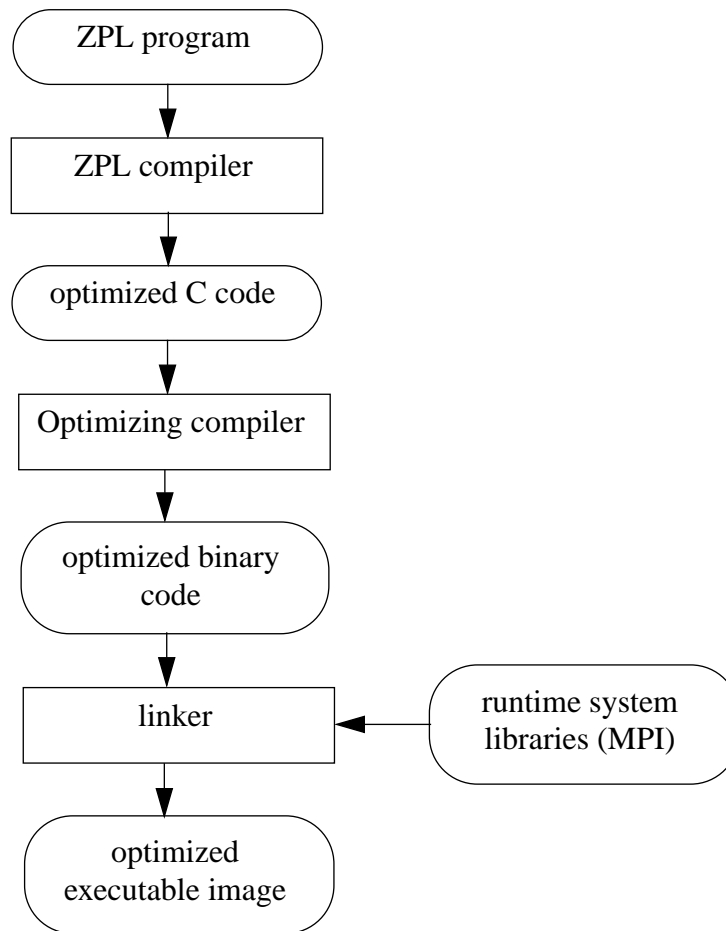 ZPL program
ZPL compiler
optimized C code
Optimizing compiler
optimized binary
code
linker
runtime system
libraries (MPI)
optimized
executable image